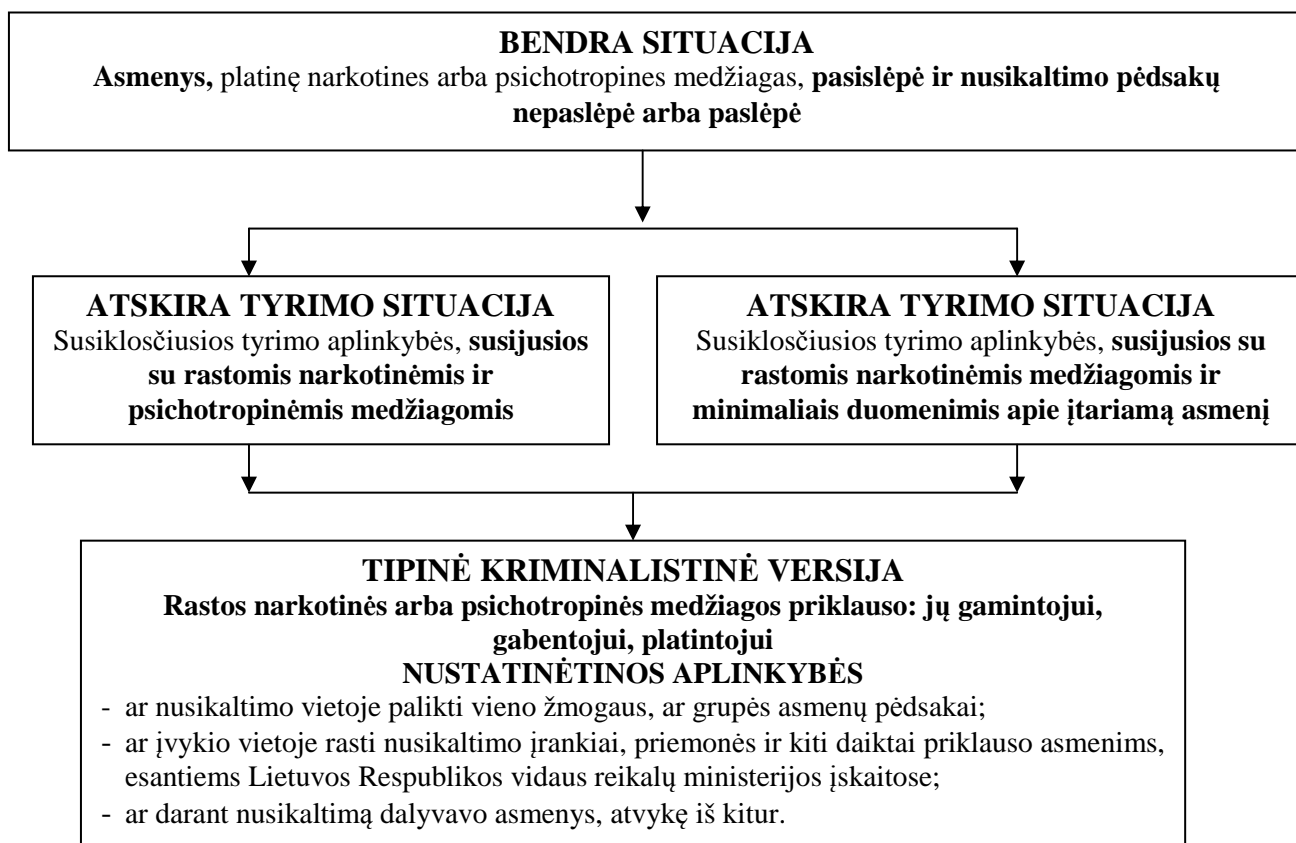 BENDRA SITUACIJA
Asmenys, platinę narkotines arba psichotropines medžiagas, pasislėpė ir nusikaltimo pėdsakų
nepaslėpė arba paslėpė
ATSKIRA TYRIMO SITUACIJA
Susiklosčiusios tyrimo aplinkybės, susijusios
su rastomis narkotinėmis ir
psichotropinėmis medžiagomis
ATSKIRA TYRIMO SITUACIJA
Susiklosčiusios tyrimo aplinkybės, susijusios su
rastomis narkotinėmis medžiagomis ir
minimaliais duomenimis apie įtariamą asmenį
TIPINĖ KRIMINALISTINĖ VERSIJA
Rastos narkotinės arba psichotropinės medžiagos priklauso: jų gamintojui,
gabentojui, platintojui
NUSTATINĖTINOS APLINKYBĖS
- ar nusikaltimo vietoje palikti vieno žmogaus, ar grupės asmenų pėdsakai;
- ar įvykio vietoje rasti nusikaltimo įrankiai, priemonės ir kiti daiktai priklauso asmenims,
esantiems Lietuvos Respublikos vidaus reikalų ministerijos įskaitose;
- ar darant nusikaltimą dalyvavo asmenys, atvykę iš kitur.